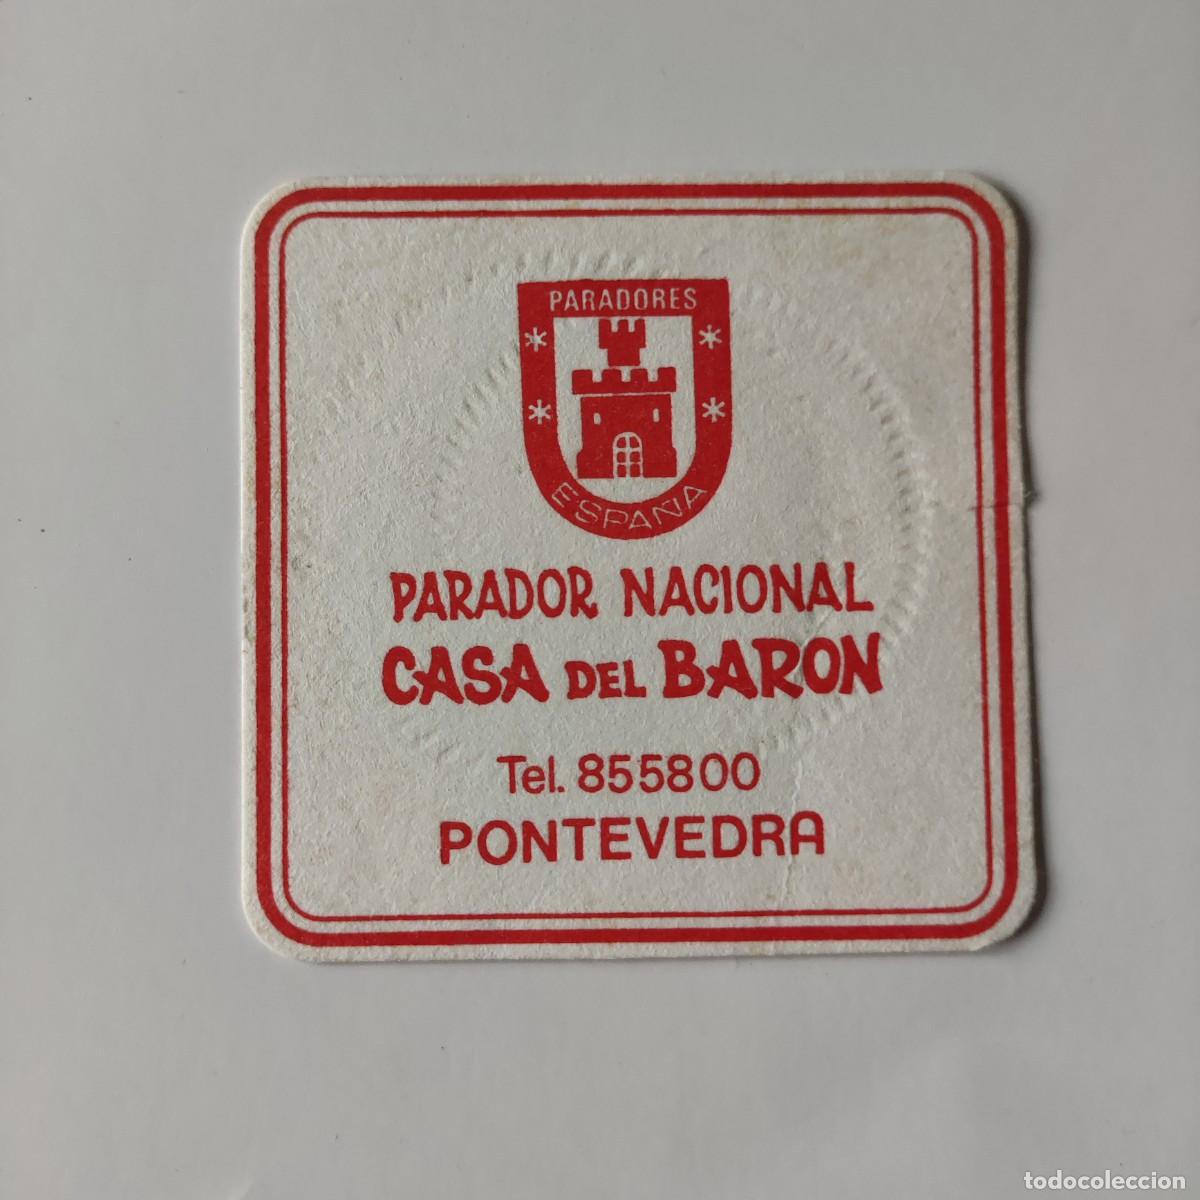 PARADORES
ESPAÑA
PARADOR NACIONAL
CASA DEL BARON
Tel. 855800
PONTEVEDRA
todocoleccion